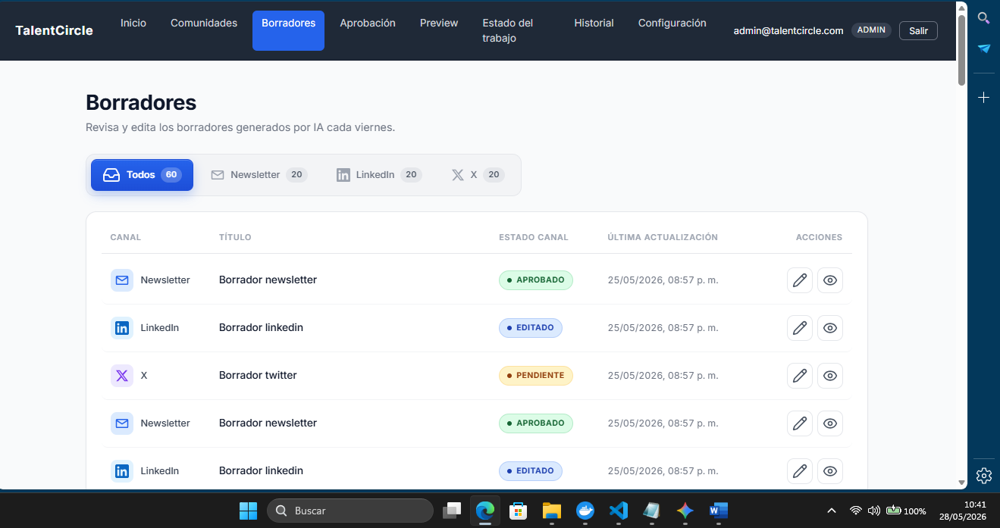 TalentCircle
Inicio
Comunidades
Borradores
Aprobación
Preview
Estado del
trabajo
Historial
Configuración
admin@talentcircle.com
ADMIN
Salir
Borradores
Revisa y edita los borradores generados por IA cada viernes.
Todos 60
Newsletter 20
LinkedIn 20
X 20
CANAL TÍTULO ESTADO CANAL ÚLTIMA ACTUALIZACIÓN ACCIONES
Newsletter Borrador newsletter APROBADO 25/05/2026, 08:57 p. m.
LinkedIn Borrador linkedin EDITADO 25/05/2026, 08:57 p. m.
X Borrador twitter PENDIENTE 25/05/2026, 08:57 p. m.
Newsletter Borrador newsletter APROBADO 25/05/2026, 08:57 p. m.
LinkedIn Borrador linkedin EDITADO 25/05/2026, 08:57 p. m.
Buscar
100%
10:41
28/05/2026